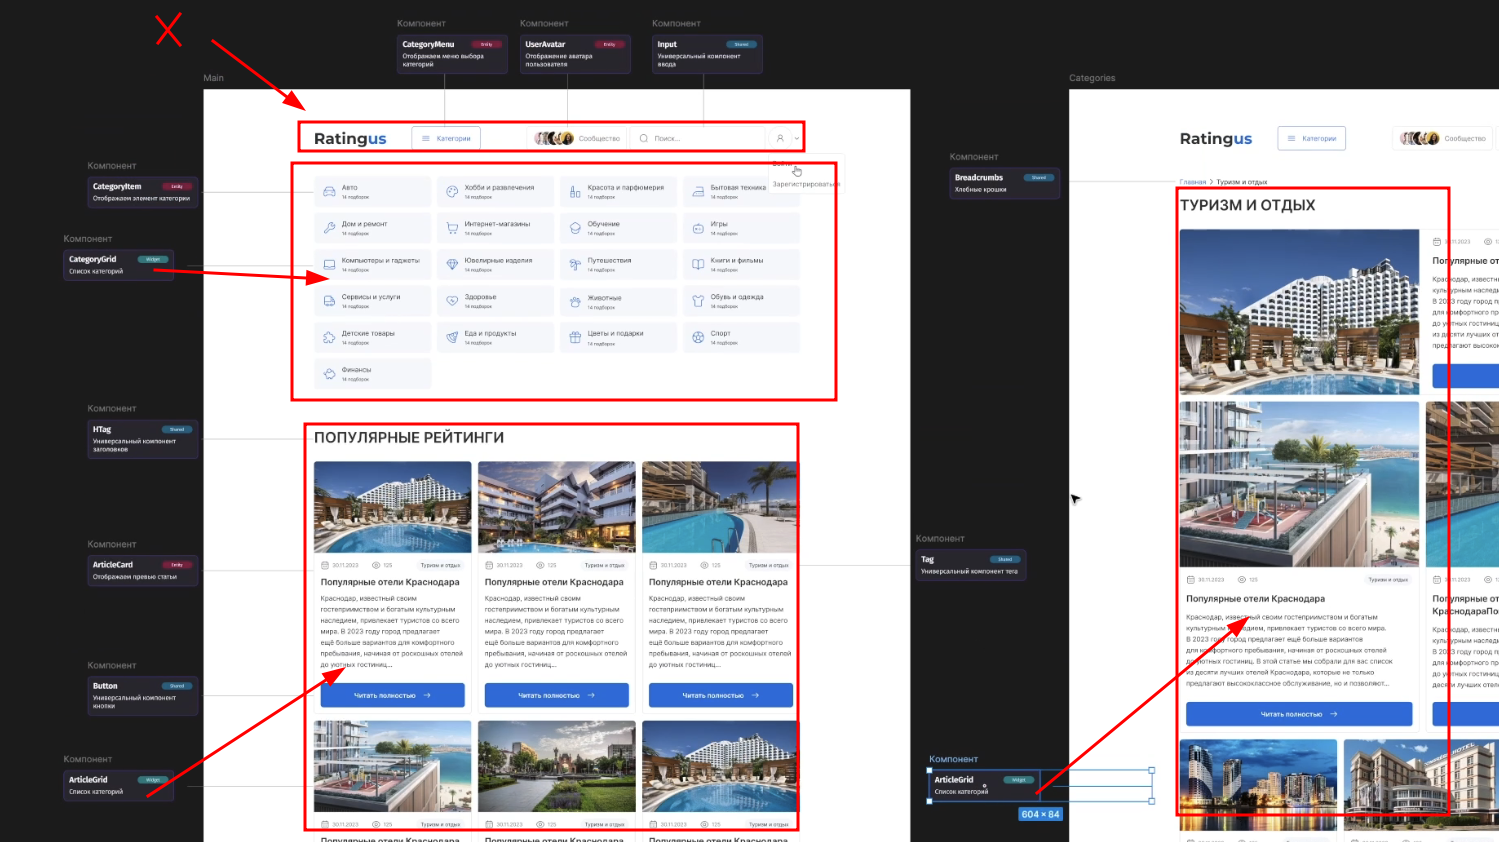 Компонент
CategoryMenu
Entity
Отображаем меню выбора
категорий
Компонент
UserAvatar
Entity
Отображение аватара
пользователя
Компонент
Input
Shared
Универсальный компонент
ввода
Main
Categories
Ratingus
Категории
Сообщество
Поиск...
Войти
Зарегистрироваться
Компонент
CategoryItem
Entity
Отображаем элемент категории
Компонент
CategoryGrid
Widget
Список категорий
Авто
14 подборок
Хобби и развлечения
14 подборок
Красота и парфюмерия
14 подборок
Бытовая техника
14 подборок
Дом и ремонт
14 подборок
Интернет-магазины
14 подборок
Обучение
14 подборок
Игры
14 подборок
Компьютеры и гаджеты
14 подборок
Ювелирные изделия
14 подборок
Путешествия
14 подборок
Книги и фильмы
14 подборок
Сервисы и услуги
14 подборок
Здоровье
14 подборок
Животные
14 подборок
Обувь и одежда
14 подборок
Детские товары
14 подборок
Еда и продукты
14 подборок
Цветы и подарки
14 подборок
Спорт
14 подборок
Финансы
14 подборок
Компонент
HTag
Shared
Универсальный компонент
заголовков
ПОПУЛЯРНЫЕ РЕЙТИНГИ
Компонент
ArticleCard
Entity
Отображаем превью статьи
Компонент
Button
Shared
Универсальный компонент
кнопки
Компонент
ArticleGrid
Widget
Список категорий
30.11.2023 125 Туризм и отдых
Популярные отели Краснодара
Краснодар, известный своим
гостеприимством и богатым культурным
наследием, привлекает туристов со всего
мира. В 2023 году город предлагает
ещё больше вариантов для комфортного
пребывания, начиная от роскошных отелей
до уютных гостиниц...
Читать полностью
30.11.2023 125 Туризм и отдых
Популярные отели Краснодара
Краснодар, известный своим
гостеприимством и богатым культурным
наследием, привлекает туристов со всего
мира. В 2023 году город предлагает
ещё больше вариантов для комфортного
пребывания, начиная от роскошных отелей
до уютных гостиниц...
Читать полностью
30.11.2023 125 Туризм и отдых
Популярные отели Краснодара
Краснодар, известный своим
гостеприимством и богатым культурным
наследием, привлекает туристов со всего
мира. В 2023 году город предлагает
ещё больше вариантов для комфортного
пребывания, начиная от роскошных отелей
до уютных гостиниц...
Читать полностью
30.11.2023 125 Туризм и отдых
Популярные отели Краснодара
30.11.2023 125 Туризм и отдых
Популярные отели Краснодара
30.11.2023 125 Туризм и отдых
Популярные отели Краснодара
Компонент
Breadcrumbs
Shared
Хлебные крошки
Компонент
Tag
Shared
Универсальный компонент тега
Компонент
ArticleGrid
Widget
Список категорий
604 × 84
Ratingus
Категории
Сообщество
Главная > Туризм и отдых
ТУРИЗМ И ОТДЫХ
30.11.2023
Популярные от
Краснодар, известн
культурным наслед
В 2023 году город п
для комфортного пр
до уютных гостиниц
из десяти лучших от
предлагают высокок
30.11.2023 125 Туризм и отдых
Популярные отели Краснодара
Краснодар, известный своим гостеприимством и богатым
культурным наследием, привлекает туристов со всего мира.
В 2023 году город предлагает ещё больше вариантов
для комфортного пребывания, начиная от роскошных отелей
до уютных гостиниц. В этой статье мы собрали для вас список
из десяти лучших отелей Краснодара, которые не только
предлагают высококлассное обслуживание, но и позволяют...
Читать полностью
30.11.2023
Популярные от
КраснодараПо
Краснодар, известн
культурным наслед
В 2023 году город п
для комфортного пр
до уютных гостиниц
десяти лучших отел
HOTEL